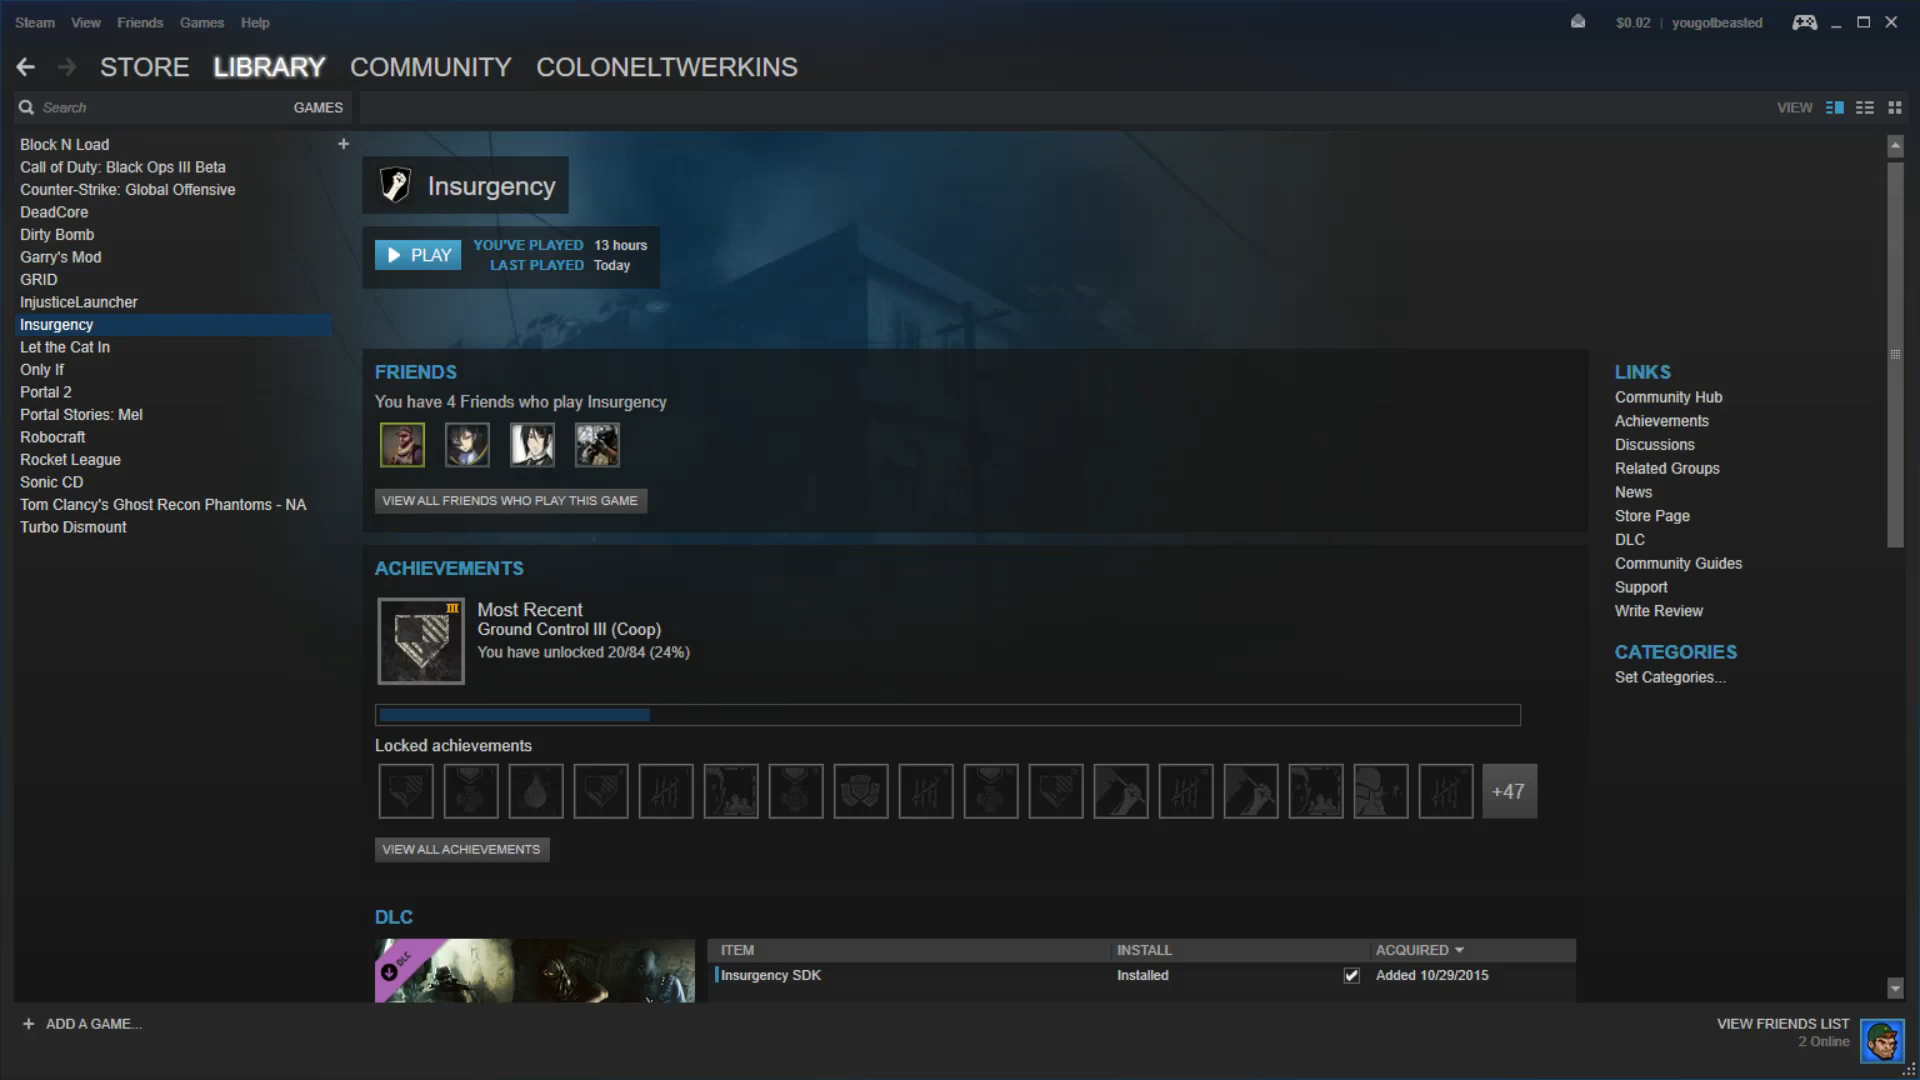 Steam View Friends Games Help
$0.02 | yougotbeasted
STORE LIBRARY COMMUNITY COLONELTWERKINS
Search GAMES
VIEW
Block N Load +
Call of Duty: Black Ops III Beta
Counter-Strike: Global Offensive
DeadCore
Dirty Bomb
Garry's Mod
GRID
InjusticeLauncher
Insurgency
Let the Cat In
Only If
Portal 2
Portal Stories: Mel
Robocraft
Rocket League
Sonic CD
Tom Clancy's Ghost Recon Phantoms - NA
Turbo Dismount
Insurgency
PLAY
YOU'VE PLAYED 13 hours
LAST PLAYED Today
FRIENDS
You have 4 Friends who play Insurgency
VIEW ALL FRIENDS WHO PLAY THIS GAME
ACHIEVEMENTS
III
Most Recent
Ground Control III (Coop)
You have unlocked 20/84 (24%)
Locked achievements
+47
VIEW ALL ACHIEVEMENTS
DLC
DLC
ITEM INSTALL ACQUIRED
Insurgency SDK Installed Added 10/29/2015
LINKS
Community Hub
Achievements
Discussions
Related Groups
News
Store Page
DLC
Community Guides
Support
Write Review
CATEGORIES
Set Categories...
+ ADD A GAME...
VIEW FRIENDS LIST
2 Online